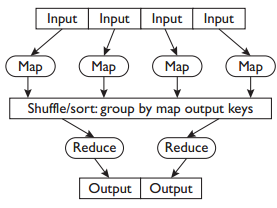 Input Input Input Input
Map Map Map Map
Shuffle/sort: group by map output keys
Reduce Reduce
Output Output